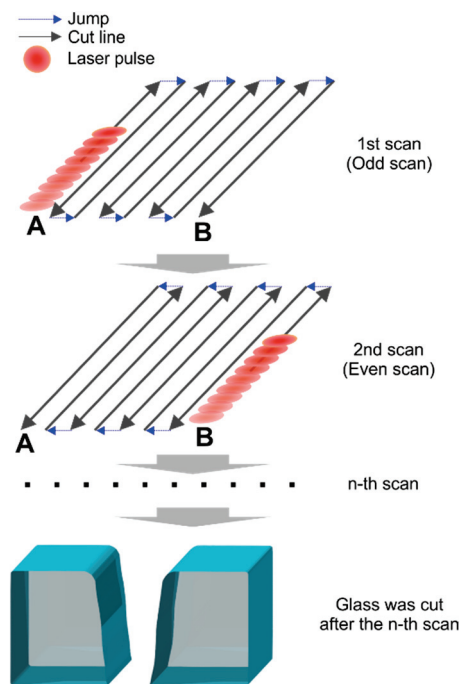 Jump
Cut line
Laser pulse
1st scan
(Odd scan)
A
B
2nd scan
(Even scan)
A
B
n-th scan
Glass was cut
after the n-th scan